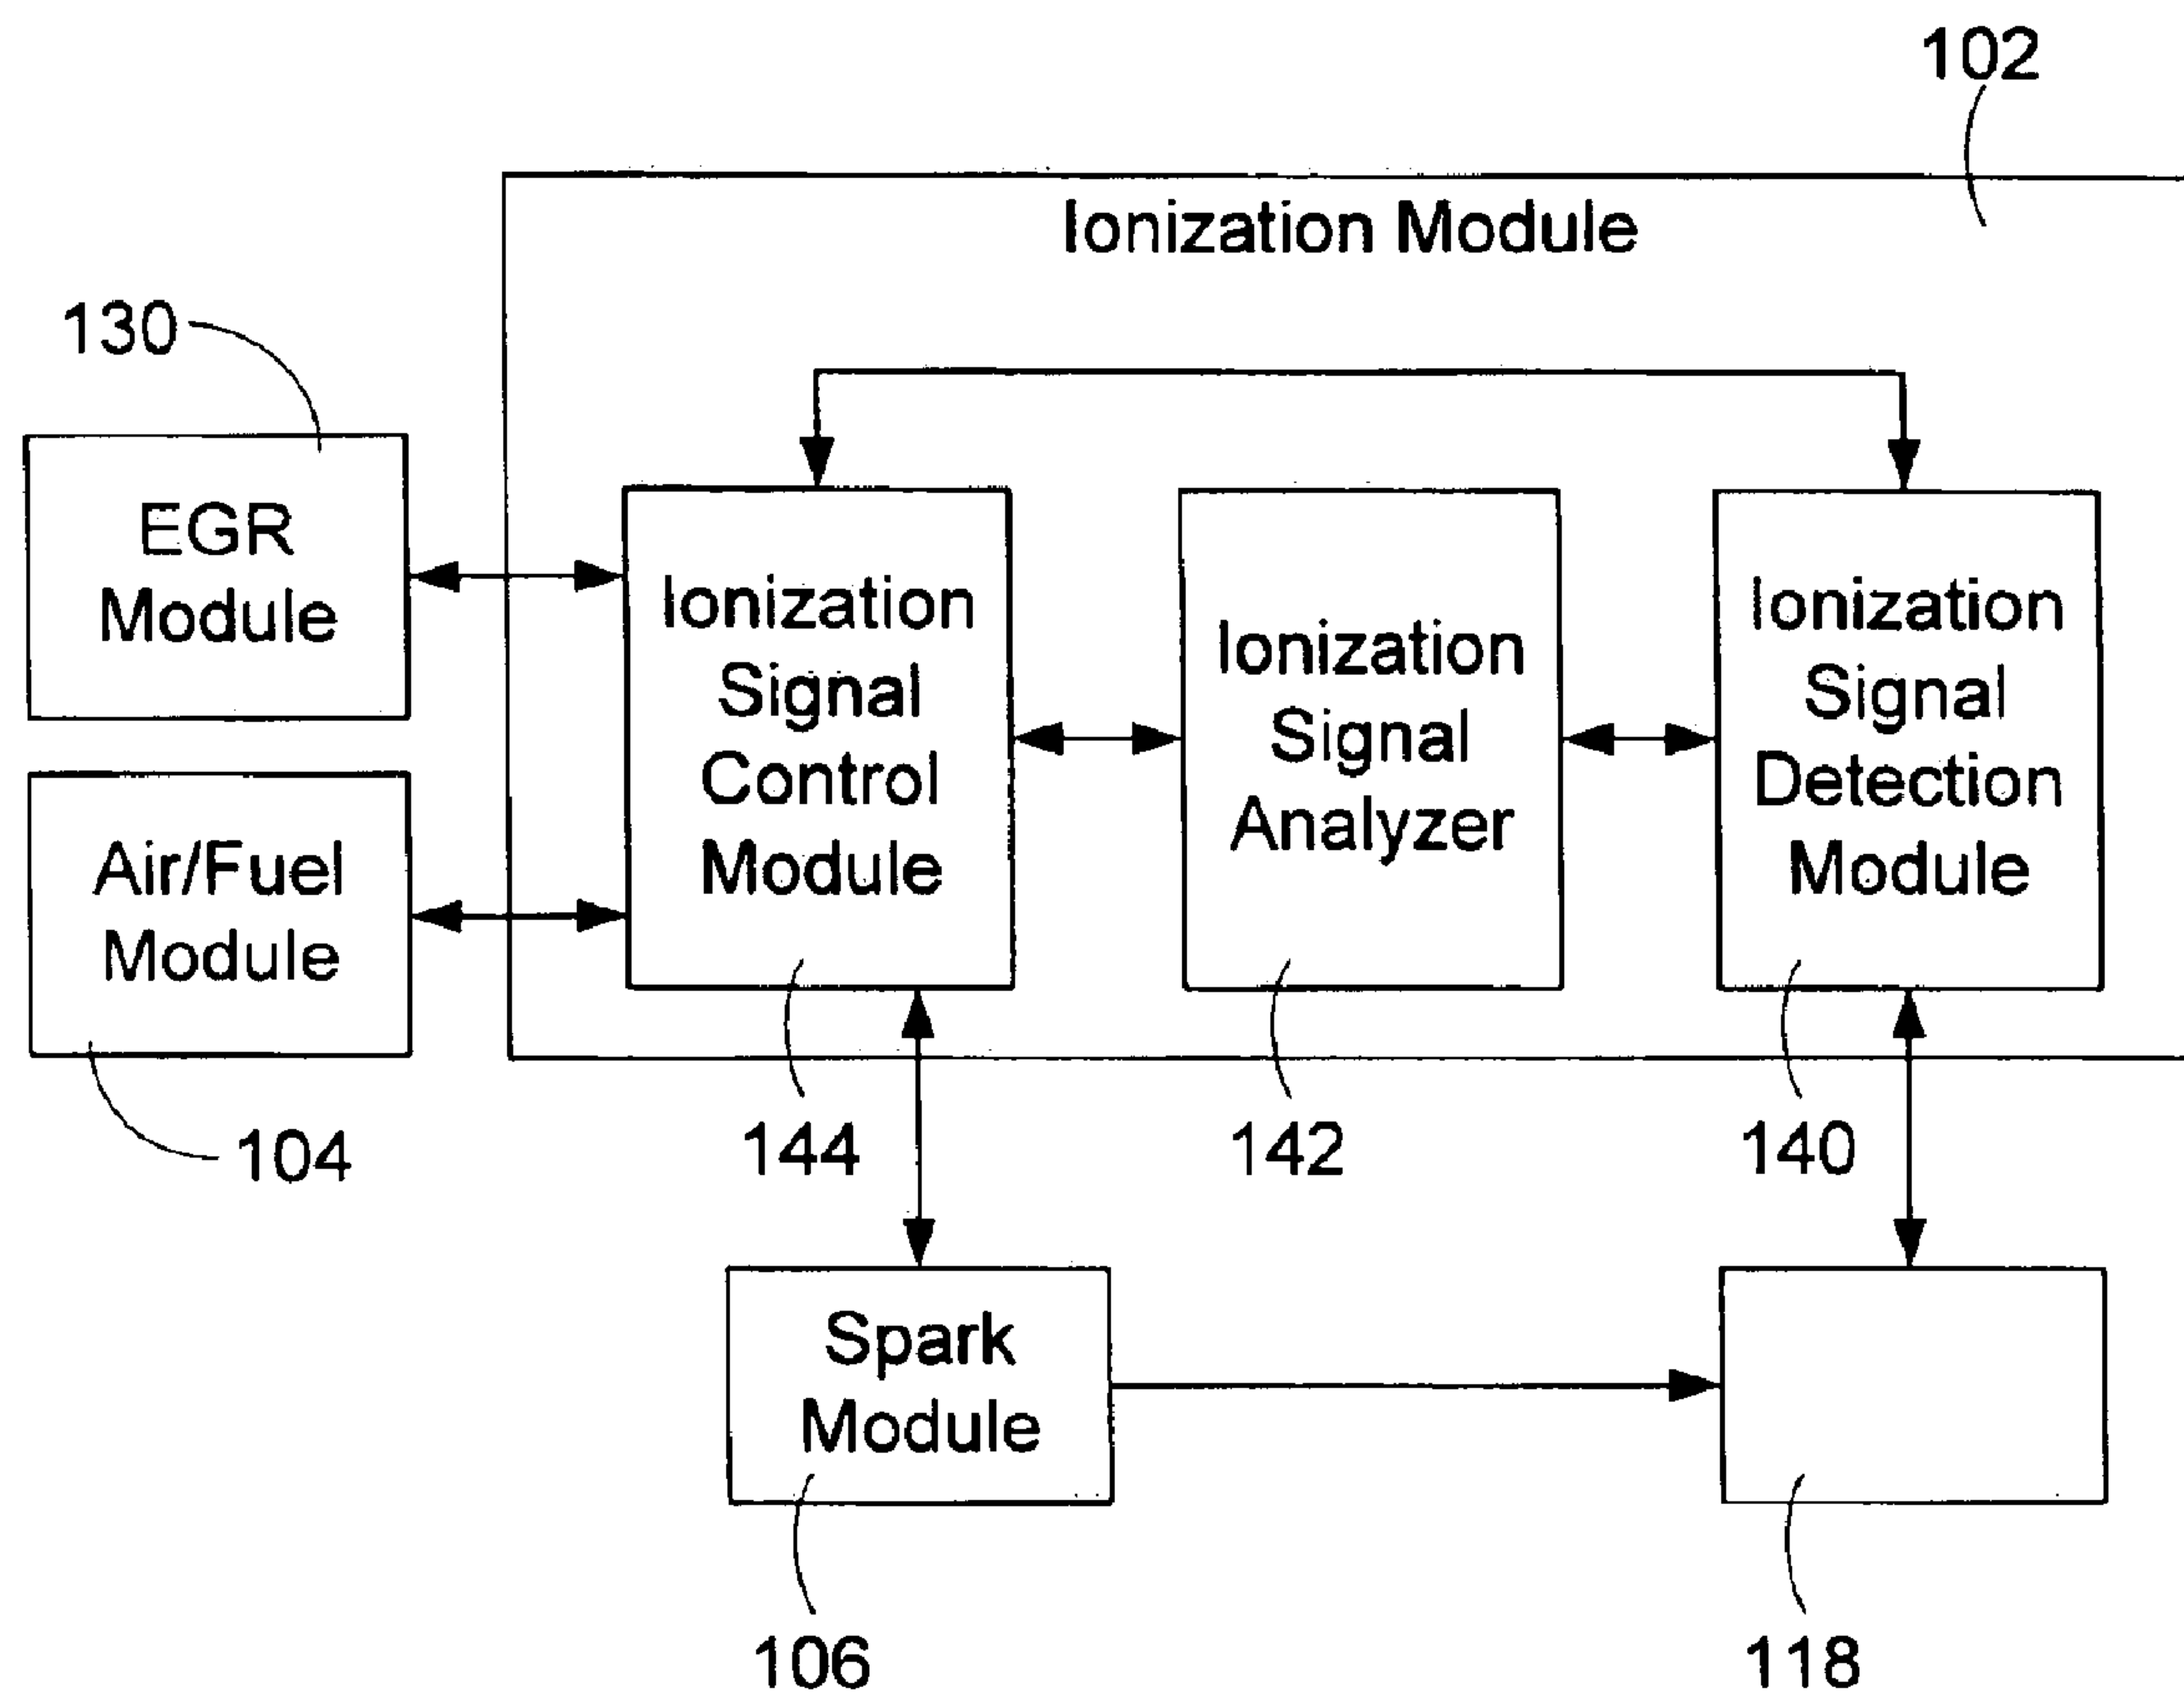 102
Ionization Module
130
EGR
Module
Ionization
Signal
Control
Module
Ionization
Signal
Analyzer
Ionization
Signal
Detection
Module
Air/Fuel
Module
104
144
142
140
Spark
Module
106
118